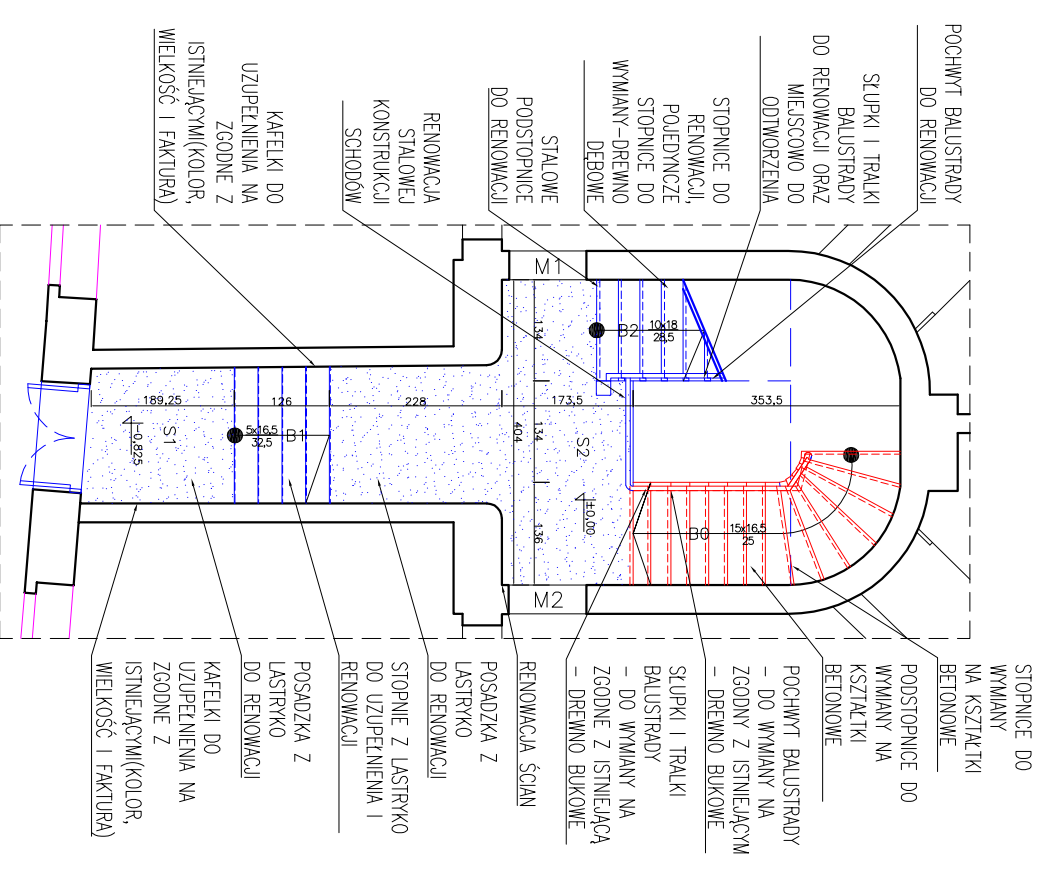 POCHWYT BALUSTRADY
DO RENOWACJI
SŁUPKI I TRALKI
BALUSTRADY
DO RENOWACJI ORAZ
MIEJSCOWO DO
ODTWORZENIA
STOPNICE DO
RENOWACJI,
POJEDYNCZE
STOPNICE DO
WYMIANY-DREWNO
DĘBOWE
STALOWE
PODSTOPNICE
DO RENOWACJI
RENOWACJA
STALOWEJ
KONSTRUKCJI
SCHODÓW
KAFELKI DO
UZUPEŁNIENIA NA
ZGODNE Z
ISTNIEJĄCYMI(KOLOR,
WIELKOŚĆ I FAKTURA)
M1
B2
10x18
28,5
134
353,5
173,5
228
126
189,25
404
134
S2
±0,00
136
B1
5x16,5
32,5
S1
-0,825
B0
15x16,5
25
M2
STOPNICE DO
WYMIANY
NA KSZTAŁTKI
BETONOWE
PODSTOPNICE DO
WYMIANY NA
KSZTAŁTKI
BETONOWE
POCHWYT BALUSTRADY
- DO WYMIANY NA
ZGODNY Z ISTNIEJĄCYM
- DREWNO BUKOWE
SŁUPKI I TRALKI
BALUSTRADY
- DO WYMIANY NA
ZGODNE Z ISTNIEJĄCĄ
- DREWNO BUKOWE
RENOWACJA ŚCIAN
POSADZKA Z
LASTRYKO
DO RENOWACJI
STOPNIE Z LASTRYKO
DO UZUPEŁNIENIA I
RENOWACJI
POSADZKA Z
LASTRYKO
DO RENOWACJI
KAFELKI DO
UZUPEŁNIENIA NA
ZGODNE Z
ISTNIEJĄCYMI(KOLOR,
WIELKOŚĆ I FAKTURA)